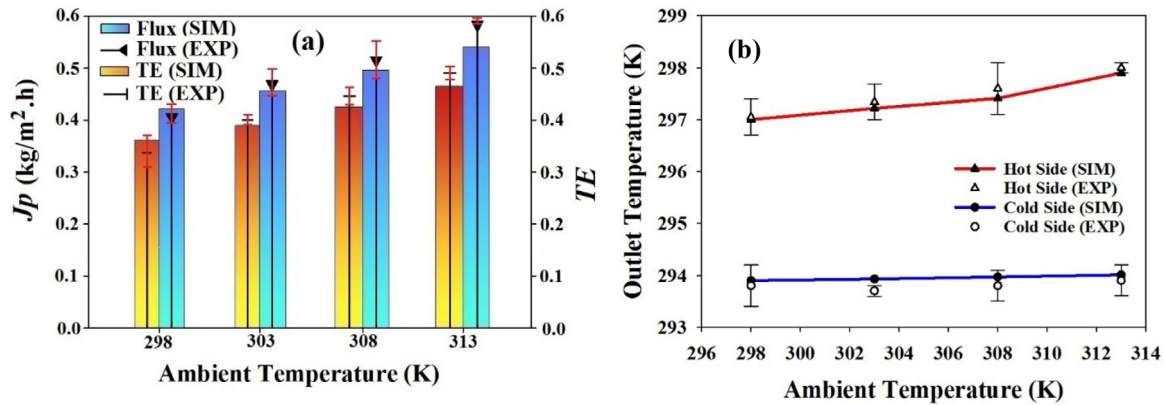 (a)
Flux (SIM)
Flux (EXP)
TE (SIM)
TE (EXP)
Jp (kg/m².h)
0.6
0.5
0.4
0.3
0.2
0.1
0.0
298 303 308 313
Ambient Temperature (K)
0.6
0.5
0.4
0.3
0.2
0.1
0.0
TE
(b)
Outlet Temperature (K)
299
298
297
296
295
294
293
Hot Side (SIM)
Hot Side (EXP)
Cold Side (SIM)
Cold Side (EXP)
296 298 300 302 304 306 308 310 312 314
Ambient Temperature (K)